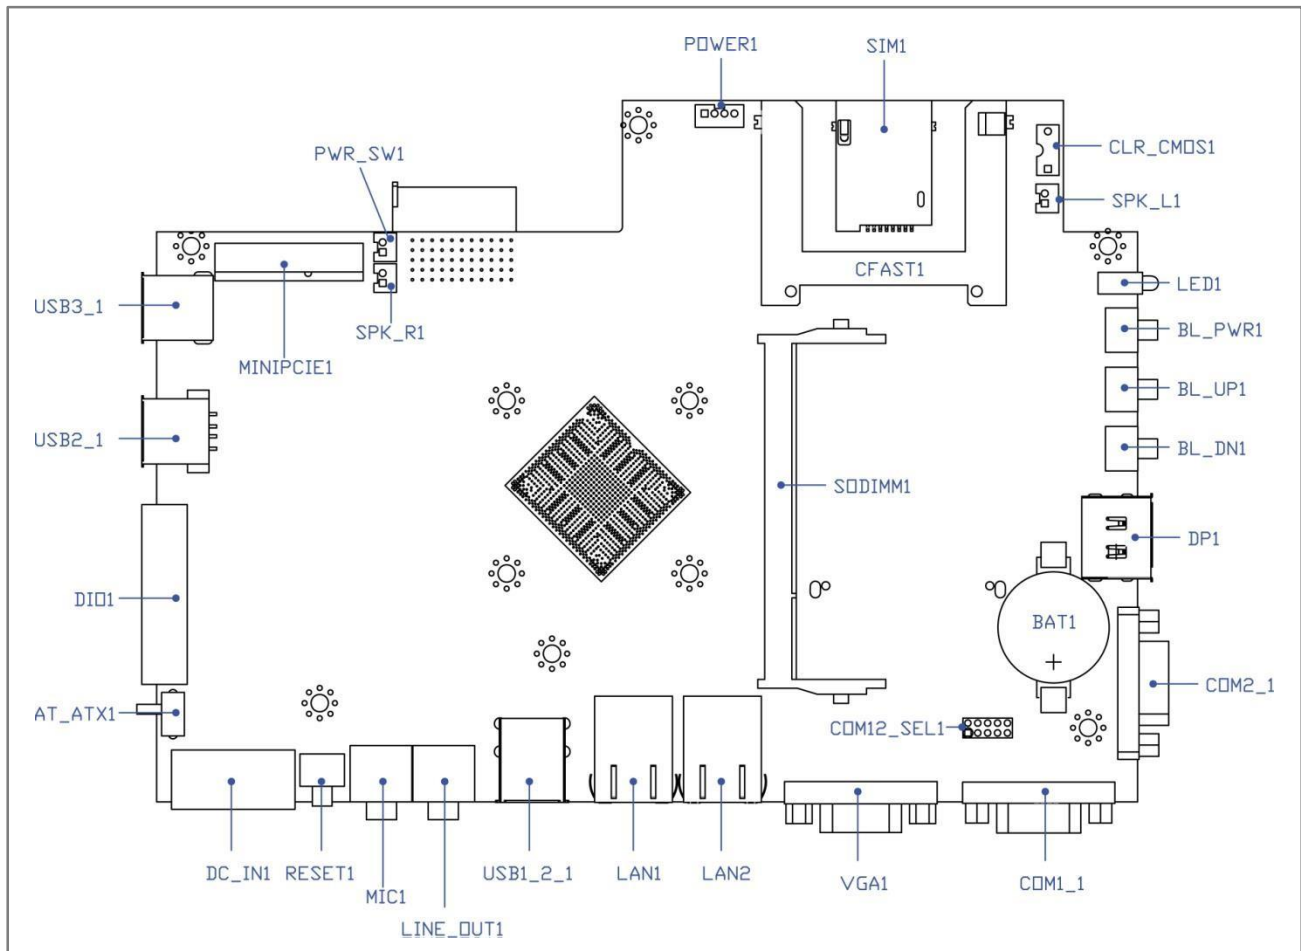 POWER1
SIM1
CLR_CMOS1
PWR_SW1
SPK_L1
CFAST1
LED1
USB3_1
SPK_R1
BL_PWR1
MINIPCIE1
BL_UP1
USB2_1
BL_DN1
SODIMM1
DP1
DIO1
BAT1
COM2_1
AT_ATX1
COM12_SEL1
DC_IN1
RESET1
USB1_2_1
LAN1
LAN2
VGA1
COM1_1
MIC1
LINE_OUT1